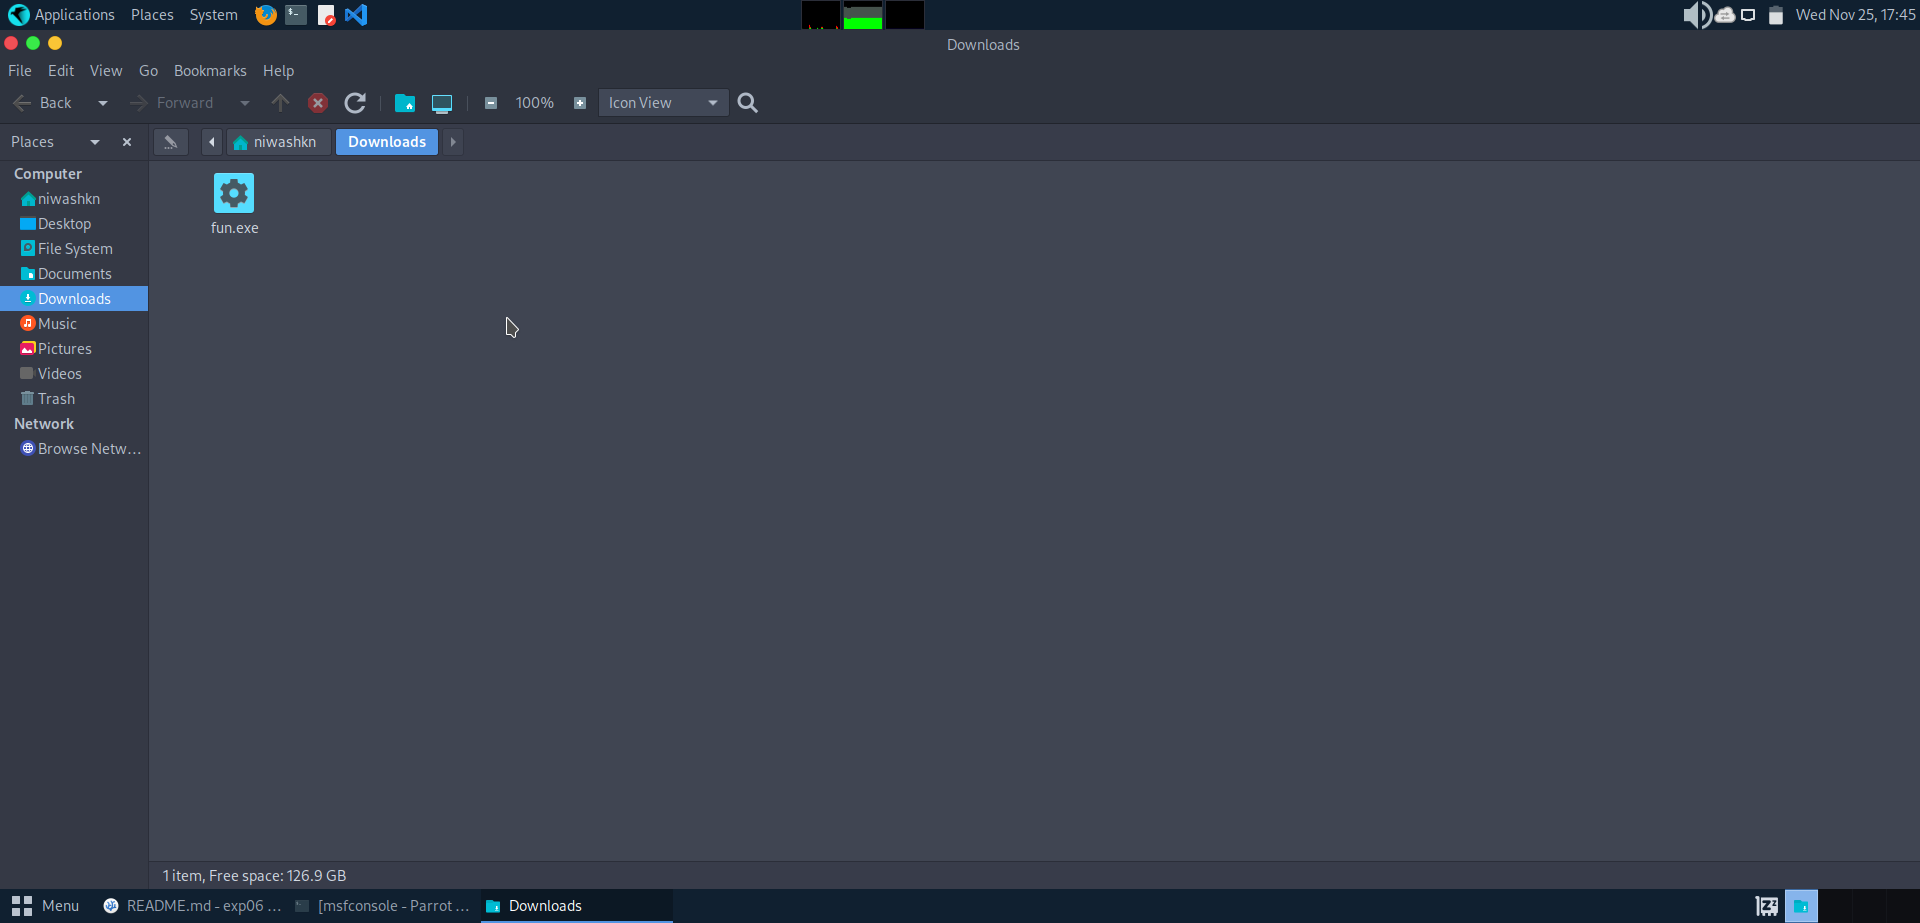 Applications Places System $- Wed Nov 25, 17:45
Downloads
File Edit View Go Bookmarks Help
Back Forward 100% Icon View
Places niwashkn Downloads
Computer
niwashkn
Desktop
File System
Documents
Downloads
Music
Pictures
Videos
Trash
Network
Browse Netw…
fun.exe
1 item, Free space: 126.9 GB
Menu README.md - exp06 … [msfconsole - Parrot … Downloads